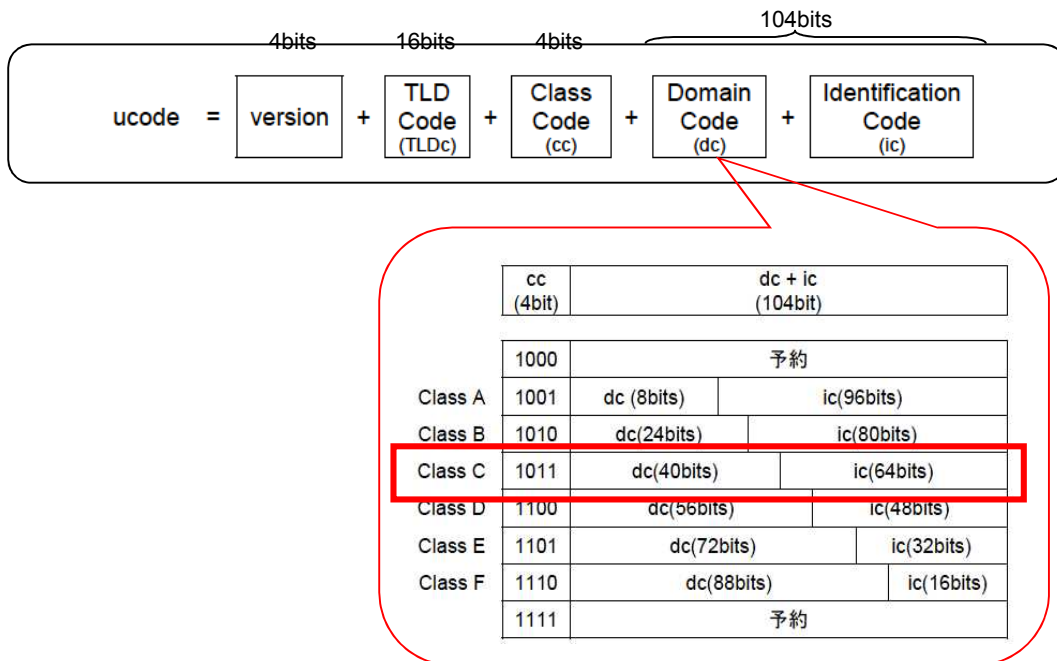 104bits
4bits 16bits 4bits
ucode = version + TLD Code (TLDc) + Class Code (cc) + Domain Code (dc) + Identification Code (ic)
cc (4bit) dc + ic (104bit)
1000 予約
Class A 1001 dc (8bits) ic(96bits)
Class B 1010 dc(24bits) ic(80bits)
Class C 1011 dc(40bits) ic(64bits)
Class D 1100 dc(56bits) ic(48bits)
Class E 1101 dc(72bits) ic(32bits)
Class F 1110 dc(88bits) ic(16bits)
1111 予約